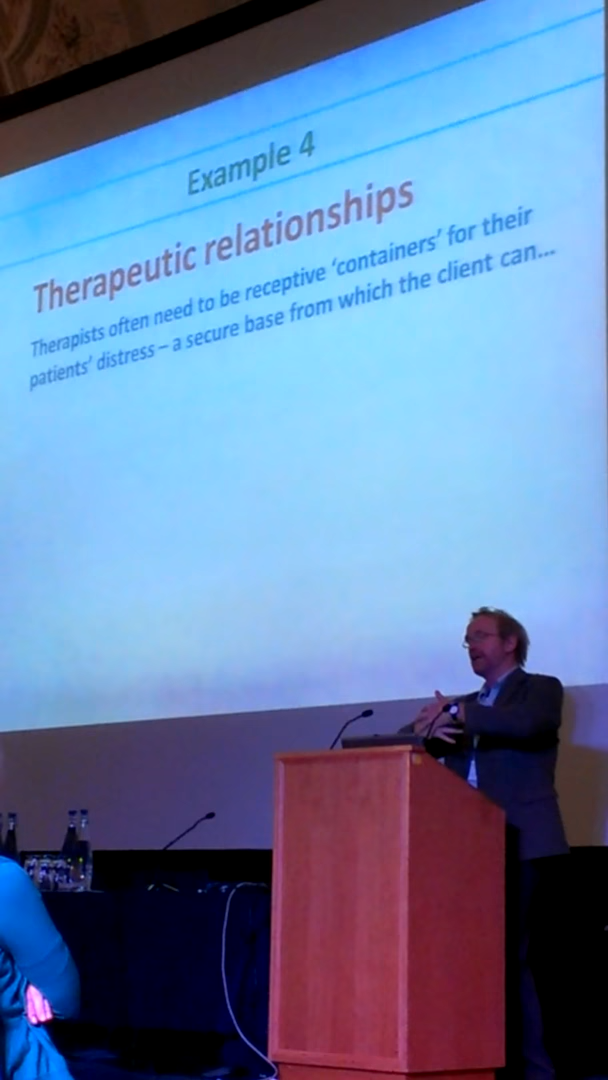 Example 4
Therapeutic relationships
Therapists often need to be receptive ‘containers’ for their
patients’ distress – a secure base from which the client can...